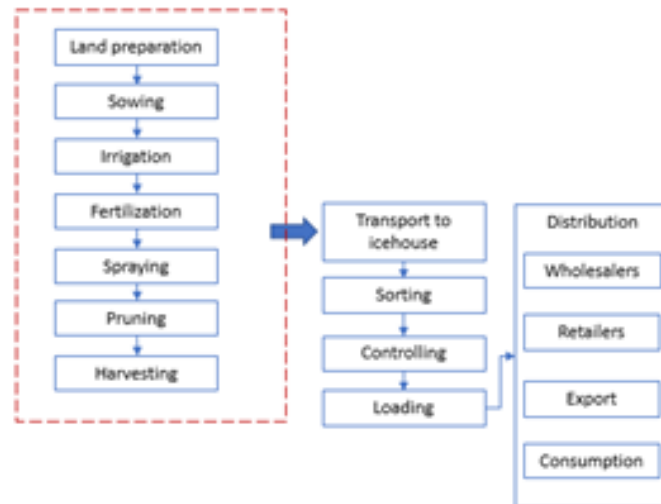 Land preparation
Sowing
Irrigation
Fertilization
Spraying
Pruning
Harvesting
Transport to
icehouse
Sorting
Controlling
Loading
Distribution
Wholesalers
Retailers
Export
Consumption